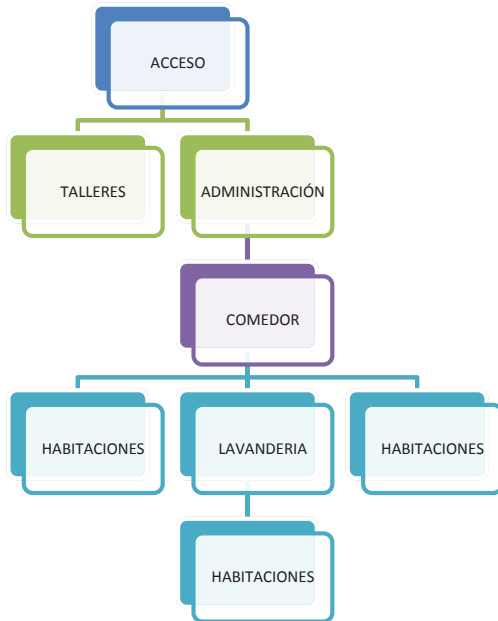 ACCESO
TALLERES
ADMINISTRACIÓN
COMEDOR
HABITACIONES
LAVANDERIA
HABITACIONES
HABITACIONES